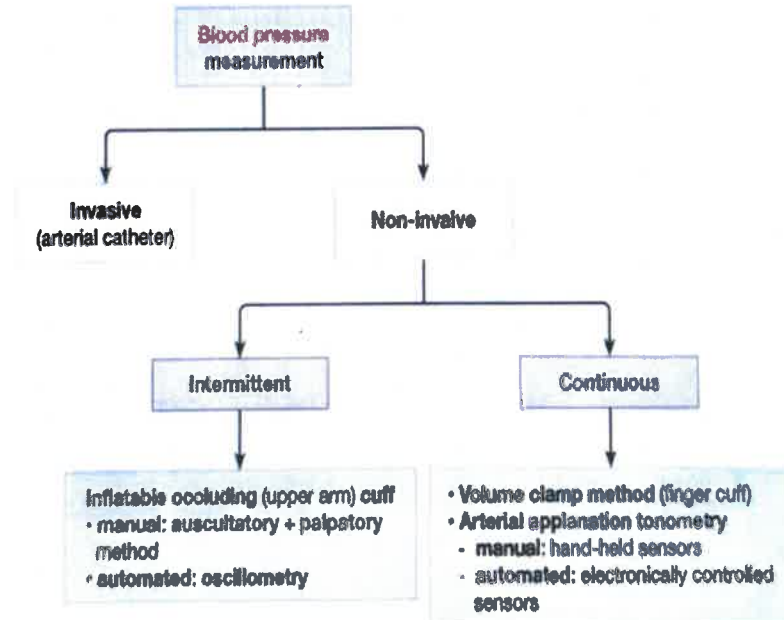 Blood pressure
measurement
Invasive
(arterial catheter)
Non-invalve
Intermittent
Continuous
Inflatable occluding (upper arm) cuff
• manual: auscultatory + palpatory
method
• automated: oscillometry
• Volume clamp method (finger cuff)
• Arterial applanation tonometry
- manual: hand-held sensors
- automated: electronically controlled
sensors